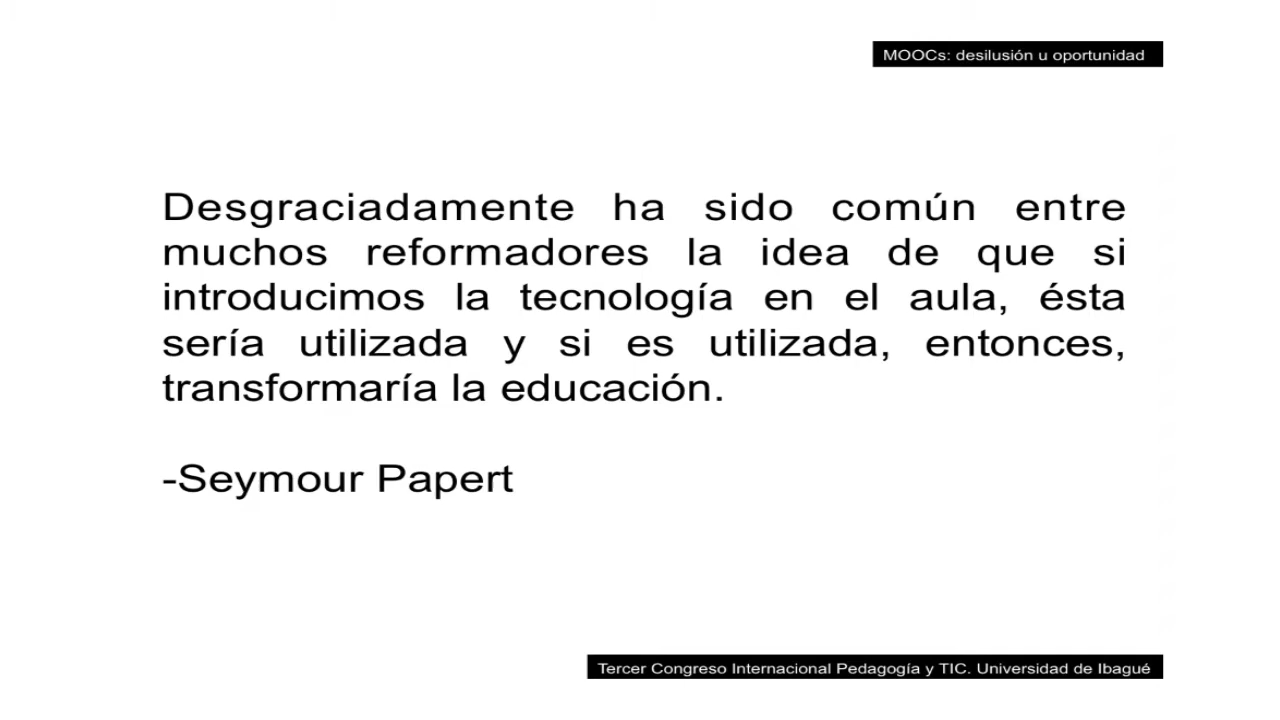 MOOCs: desilusión u oportunidad
Desgraciadamente ha sido común entre
muchos reformadores la idea de que si
introducimos la tecnología en el aula, ésta
sería utilizada y si es utilizada, entonces,
transformaría la educación.
-Seymour Papert
Tercer Congreso Internacional Pedagogía y TIC. Universidad de Ibagué